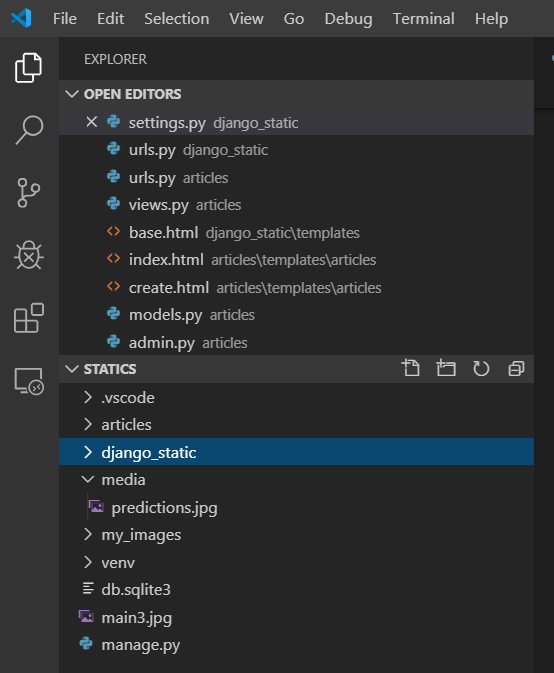 File Edit Selection View Go Debug Terminal Help
EXPLORER
OPEN EDITORS
settings.py django_static
urls.py django_static
urls.py articles
views.py articles
base.html django_static\templates
index.html articles\templates\articles
create.html articles\templates\articles
models.py articles
admin.py articles
STATICS
.vscode
articles
django_static
media
predictions.jpg
my_images
venv
db.sqlite3
main3.jpg
manage.py